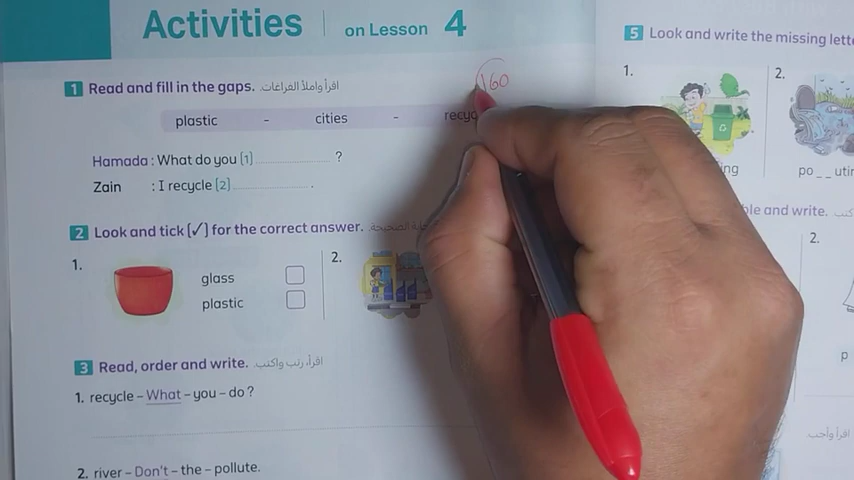 Activities on Lesson 4
160
1 Read and fill in the gaps. اقرأ واملأ الفراغات.
plastic - cities - recyc
Hamada : What do you (1) ?
Zain : I recycle (2) .
2 Look and tick (✓) for the correct answer.
1. glass
plastic
2.
3 Read, order and write. اقرأ، رتب واكتب.
1. recycle – What – you – do ?
2. river – Don't – the – pollute.
5 Look and write the missing lette
1.
2.
ing
po _ _ utin
ble and write.
2.
p
اقرأ وأجب.